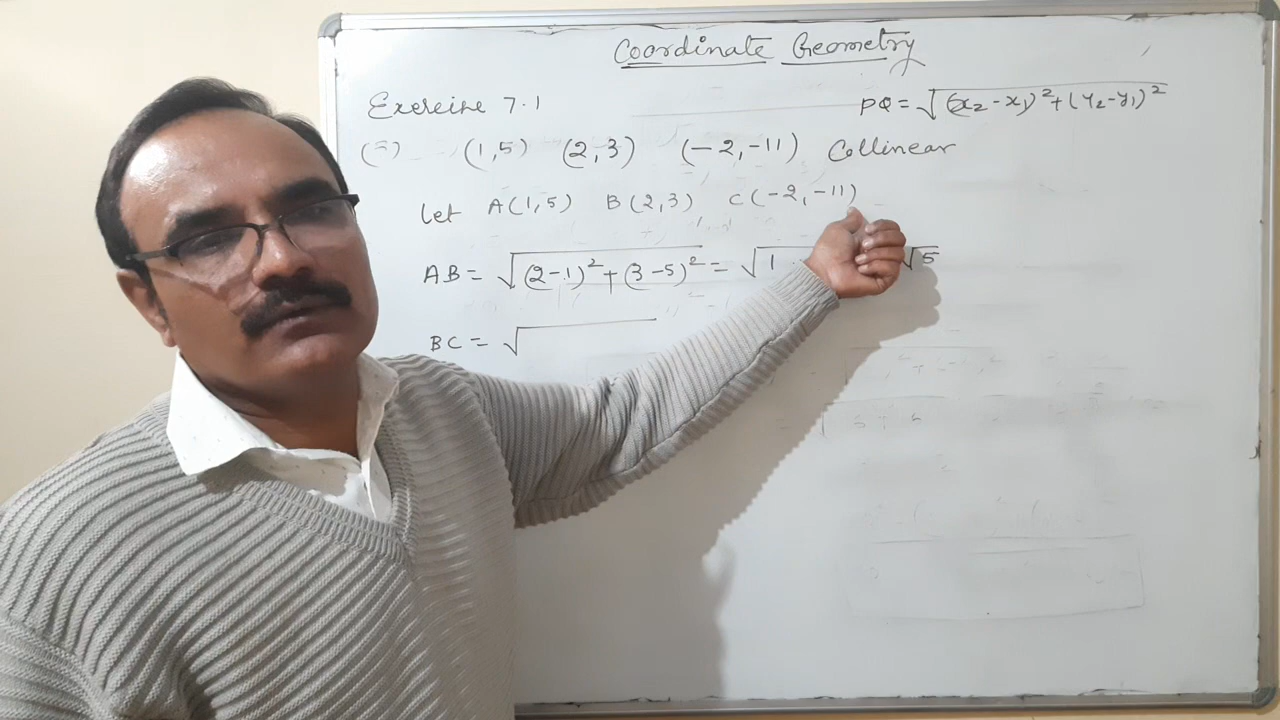 Coordinate Geometry
Exercise 7.1
PQ = √(x₂ - x₁)² + (y₂ - y₁)²
(1,5) (2,3) (-2,-11) Collinear
Let A(1,5) B(2,3) C(-2,-11)
AB = √(2-1)² + (3-5)² = √1 √5
BC = √